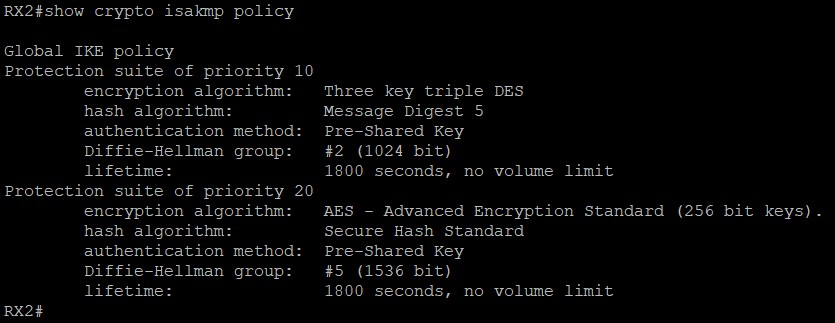 RX2#show crypto isakmp policy
Global IKE policy
Protection suite of priority 10
encryption algorithm: Three key triple DES
hash algorithm: Message Digest 5
authentication method: Pre-Shared Key
Diffie-Hellman group: #2 (1024 bit)
lifetime: 1800 seconds, no volume limit
Protection suite of priority 20
encryption algorithm: AES - Advanced Encryption Standard (256 bit keys).
hash algorithm: Secure Hash Standard
authentication method: Pre-Shared Key
Diffie-Hellman group: #5 (1536 bit)
lifetime: 1800 seconds, no volume limit
RX2#